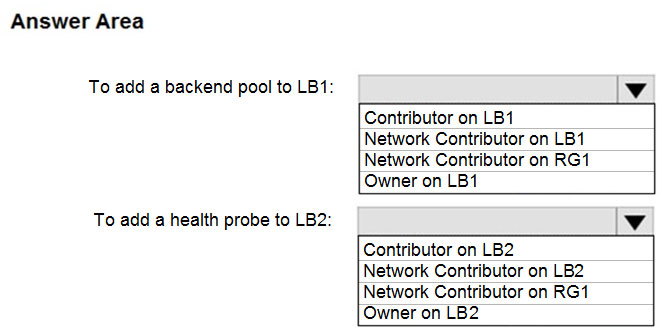 Answer Area
To add a backend pool to LB1:
Contributor on LB1
Network Contributor on LB1
Network Contributor on RG1
Owner on LB1
To add a health probe to LB2:
Contributor on LB2
Network Contributor on LB2
Network Contributor on RG1
Owner on LB2